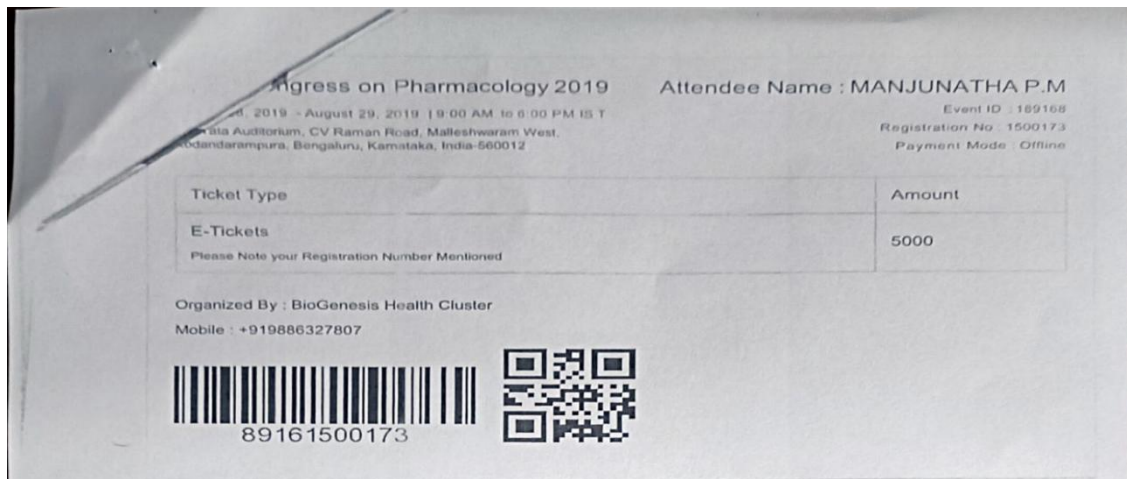 ngress on Pharmacology 2019
Attendee Name : MANJUNATHA P.M
2019 - August 29, 2019 | 9:00 AM to 6:00 PM IS T
Event ID : 189168
Auditorium, CV Raman Road, Malleshwaram West,
Registration No : 1500173
odandarampura, Bengaluru, Karnataka, India-560012
Payment Mode : Offline
Ticket Type
Amount
E-Tickets
5000
Please Note your Registration Number Mentioned
Organized By : BioGenesis Health Cluster
Mobile : +919886327807
89161500173